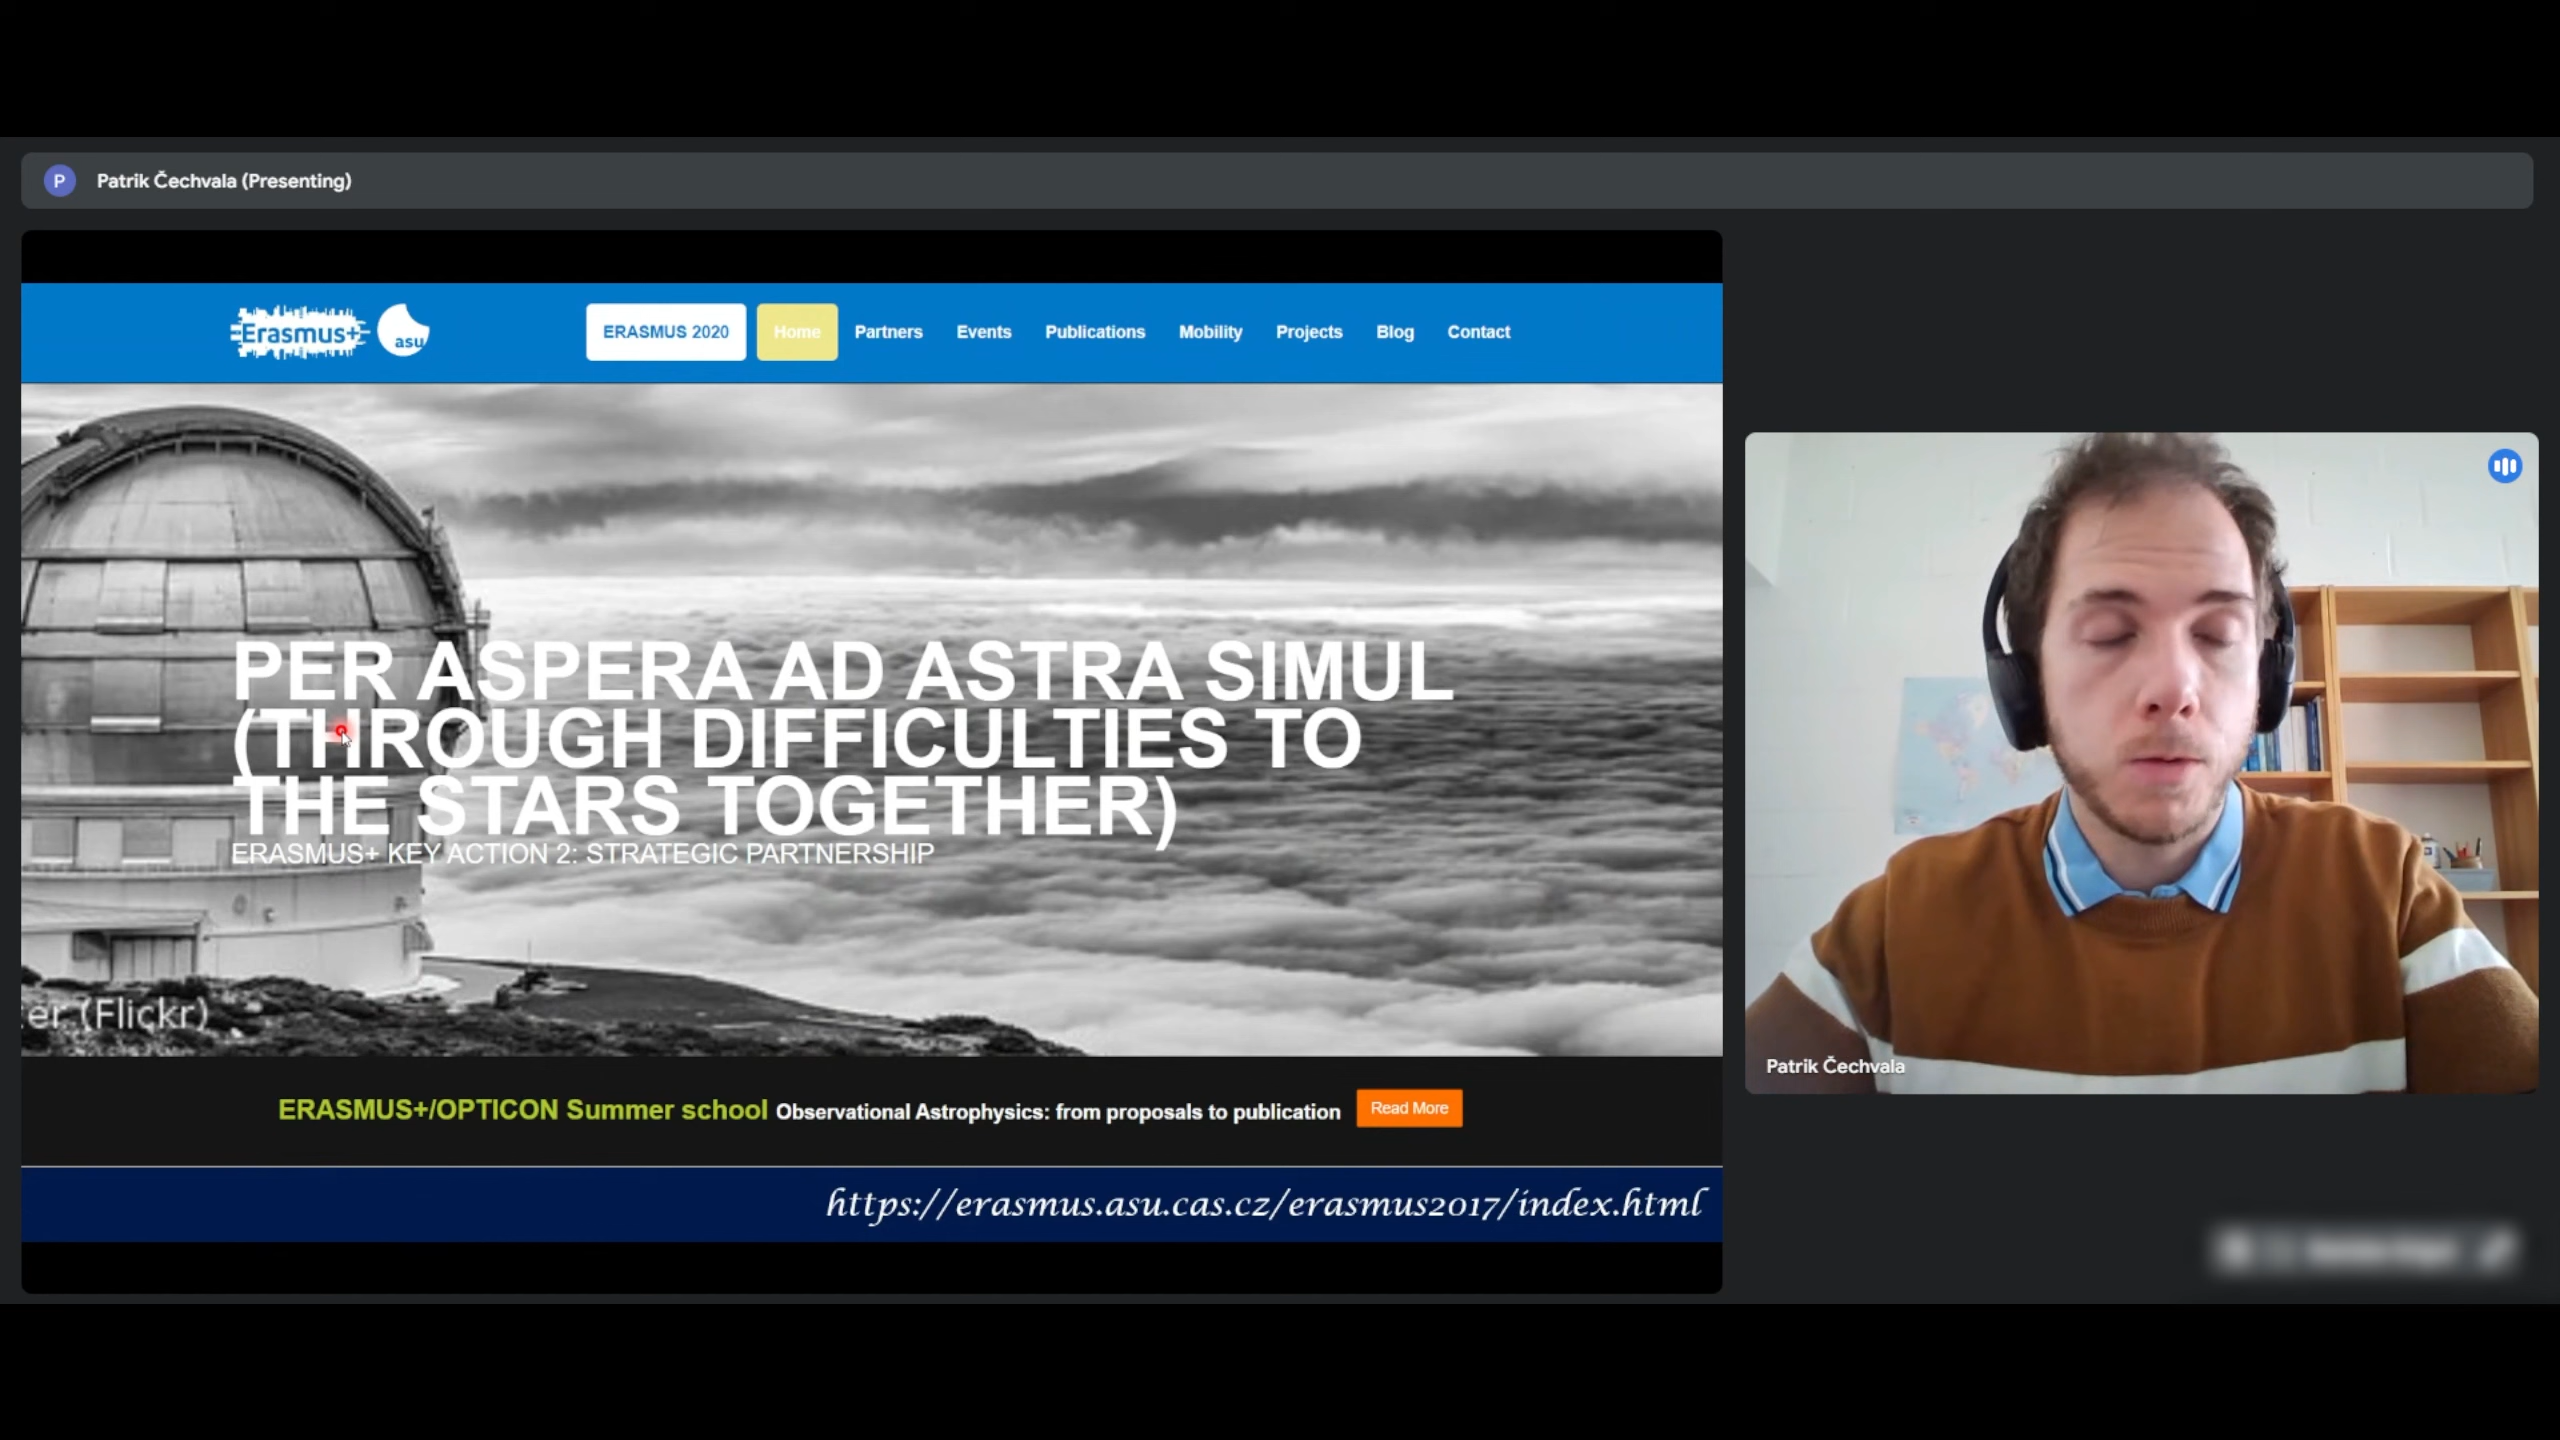 P
Patrik Čechvala (Presenting)
Erasmus+
asu
ERASMUS 2020
Home
Partners
Events
Publications
Mobility
Projects
Blog
Contact
PER ASPERA AD ASTRA SIMUL
(THROUGH DIFFICULTIES TO
THE STARS TOGETHER)
ERASMUS+ KEY ACTION 2: STRATEGIC PARTNERSHIP
(Flickr)
ERASMUS+/OPTICON Summer school Observational Astrophysics: from proposals to publication
Read More
https://erasmus.asu.cas.cz/erasmus2017/index.html
Patrik Čechvala